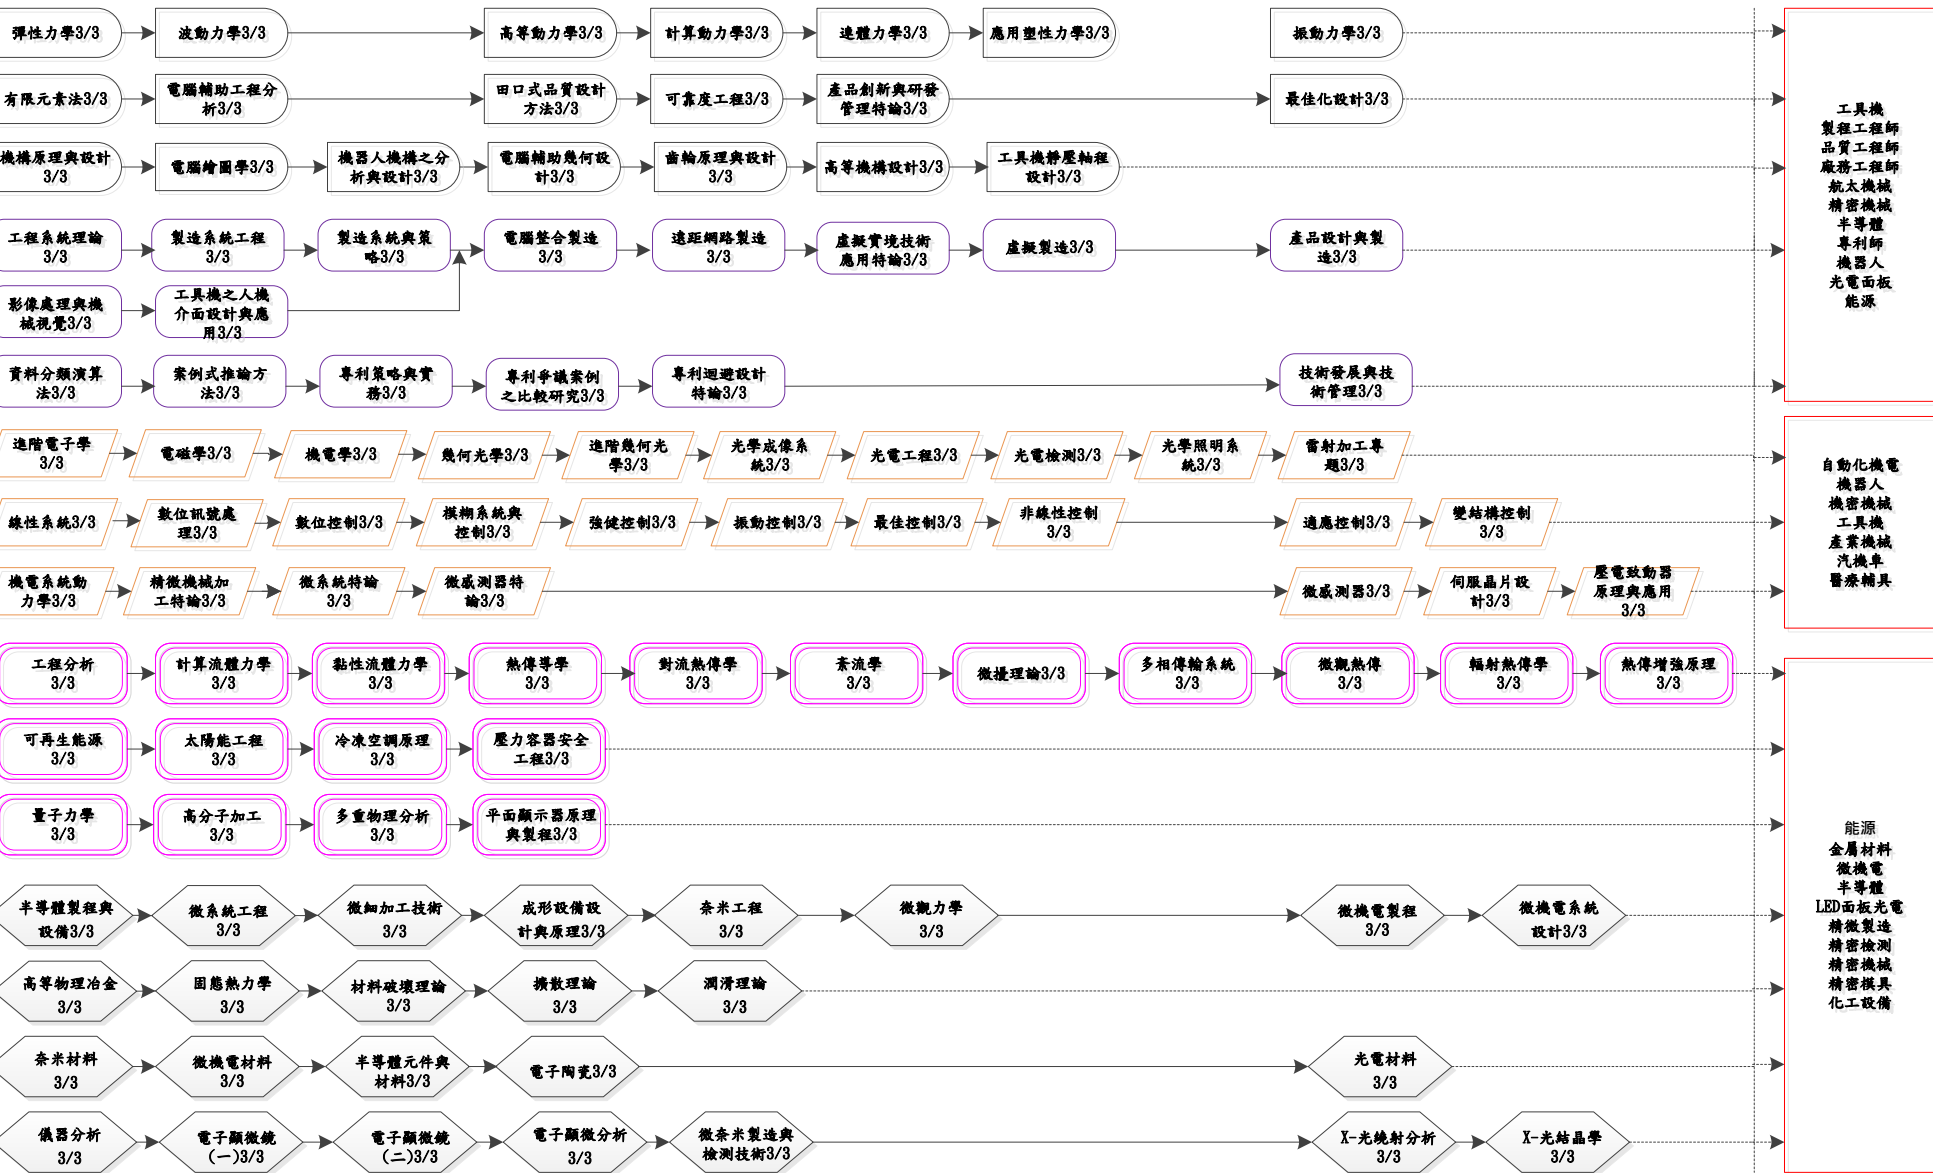 彈性力學3/3
波動力學3/3
高等動力學3/3
計算動力學3/3
連體力學3/3
應用塑性力學3/3
振動力學3/3
有限元素法3/3
電腦輔助工程分
析3/3
田口式品質設計
方法3/3
可靠度工程3/3
產品創新與研發
管理特論3/3
最佳化設計3/3
機構原理與設計
3/3
電腦繪圖學3/3
機器人機構之分
析與設計3/3
電腦輔助幾何設
計3/3
齒輪原理與設計
3/3
高等機構設計3/3
工具機靜壓軸程
設計3/3
工程系統理論
3/3
製造系統工程
3/3
製造系統與策
略3/3
電腦整合製造
3/3
遠距網路製造
3/3
虛擬實境技術
應用特論3/3
虛擬製造3/3
產品設計與製
造3/3
影像處理與機
械視覺3/3
工具機之人機
介面設計與應
用3/3
資料分類演算
法3/3
案例式推論方
法3/3
專利策略與實
務3/3
專利爭議案例
之比較研究3/3
專利迴避設計
特論3/3
技術發展與技
術管理3/3
工具機
製程工程師
品質工程師
廠務工程師
航太機械
精密機械
半導體
專利師
機器人
光電面板
能源
進階電子學
3/3
電磁學3/3
機電學3/3
幾何光學3/3
進階幾何光
學3/3
光學成像系
統3/3
光電工程3/3
光電檢測3/3
光學照明系
統3/3
雷射加工專
題3/3
線性系統3/3
數位訊號處
理3/3
數位控制3/3
模糊系統與
控制3/3
強健控制3/3
振動控制3/3
最佳控制3/3
非線性控制
3/3
適應控制3/3
變結構控制
3/3
機電系統動
力學3/3
精微機械加
工特論3/3
微系統特論
3/3
微感測器特
論3/3
微感測器3/3
伺服晶片設
計3/3
壓電致動器
原理與應用
3/3
自動化機電
機器人
機密機械
工具機
產業機械
汽機車
醫療輔具
工程分析
3/3
計算流體力學
3/3
黏性流體力學
3/3
熱傳導學
3/3
對流熱傳學
3/3
紊流學
3/3
微擾理論3/3
多相傳輸系統
3/3
微觀熱傳
3/3
輻射熱傳學
3/3
熱傳增強原理
3/3
可再生能源
3/3
太陽能工程
3/3
冷凍空調原理
3/3
壓力容器安全
工程3/3
量子力學
3/3
高分子加工
3/3
多重物理分析
3/3
平面顯示器原理
與製程3/3
半導體製程與
設備3/3
微系統工程
3/3
微細加工技術
3/3
成形設備設
計與原理3/3
奈米工程
3/3
微觀力學
3/3
微機電製程
3/3
微機電系統
設計3/3
高等物理冶金
3/3
固態熱力學
3/3
材料破壞理論
3/3
擴散理論
3/3
潤滑理論
3/3
奈米材料
3/3
微機電材料
3/3
半導體元件與
材料3/3
電子陶瓷3/3
光電材料
3/3
儀器分析
3/3
電子顯微鏡
(一)3/3
電子顯微鏡
(二)3/3
電子顯微分析
3/3
微奈米製造與
檢測技術3/3
X-光繞射分析
3/3
X-光結晶學
3/3
能源
金屬材料
微機電
半導體
LED面板光電
精微製造
精密檢測
精密機械
精密模具
化工設備